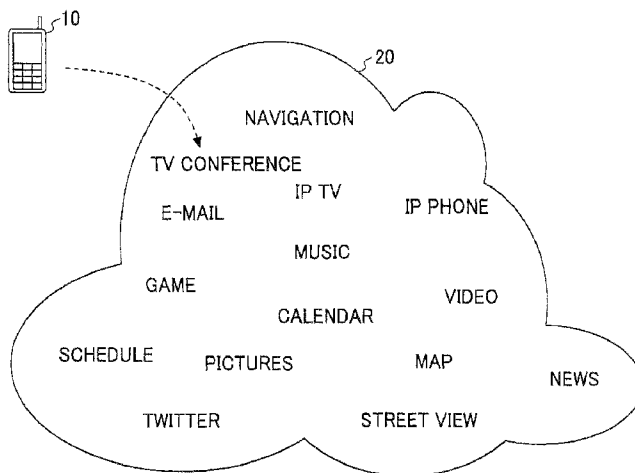 10
20
NAVIGATION
TV CONFERENCE
IP TV
E-MAIL
IP PHONE
MUSIC
GAME
VIDEO
CALENDAR
SCHEDULE
PICTURES
MAP
NEWS
TWITTER
STREET VIEW